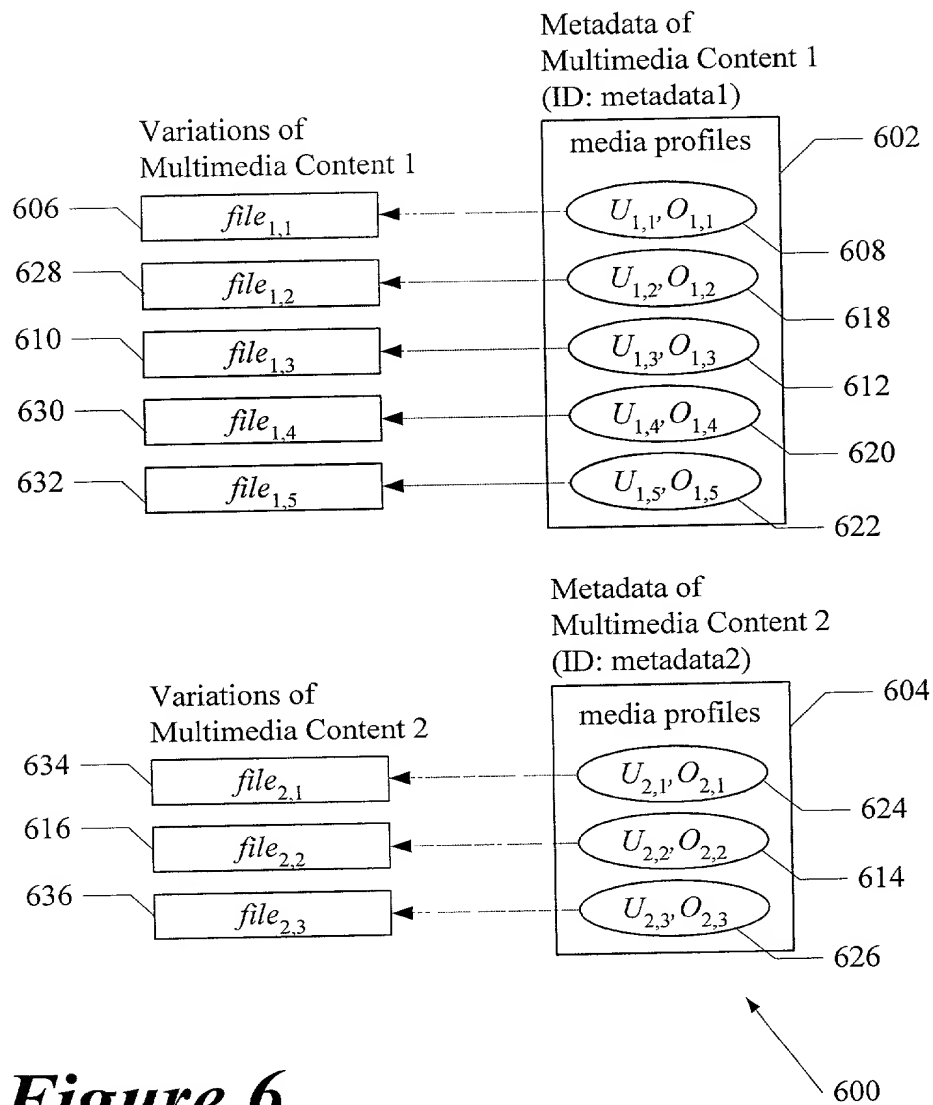 Metadata of
Multimedia Content 1
(ID: metadata1)
Variations of
Multimedia Content 1
media profiles
602
606
file1,1
U1,1, O1,1
608
628
file1,2
U1,2, O1,2
618
610
file1,3
U1,3, O1,3
612
630
file1,4
U1,4, O1,4
620
632
file1,5
U1,5, O1,5
622
Metadata of
Multimedia Content 2
(ID: metadata2)
Variations of
Multimedia Content 2
media profiles
604
634
file2,1
U2,1, O2,1
624
616
file2,2
U2,2, O2,2
614
636
file2,3
U2,3, O2,3
626
600
Figure 6